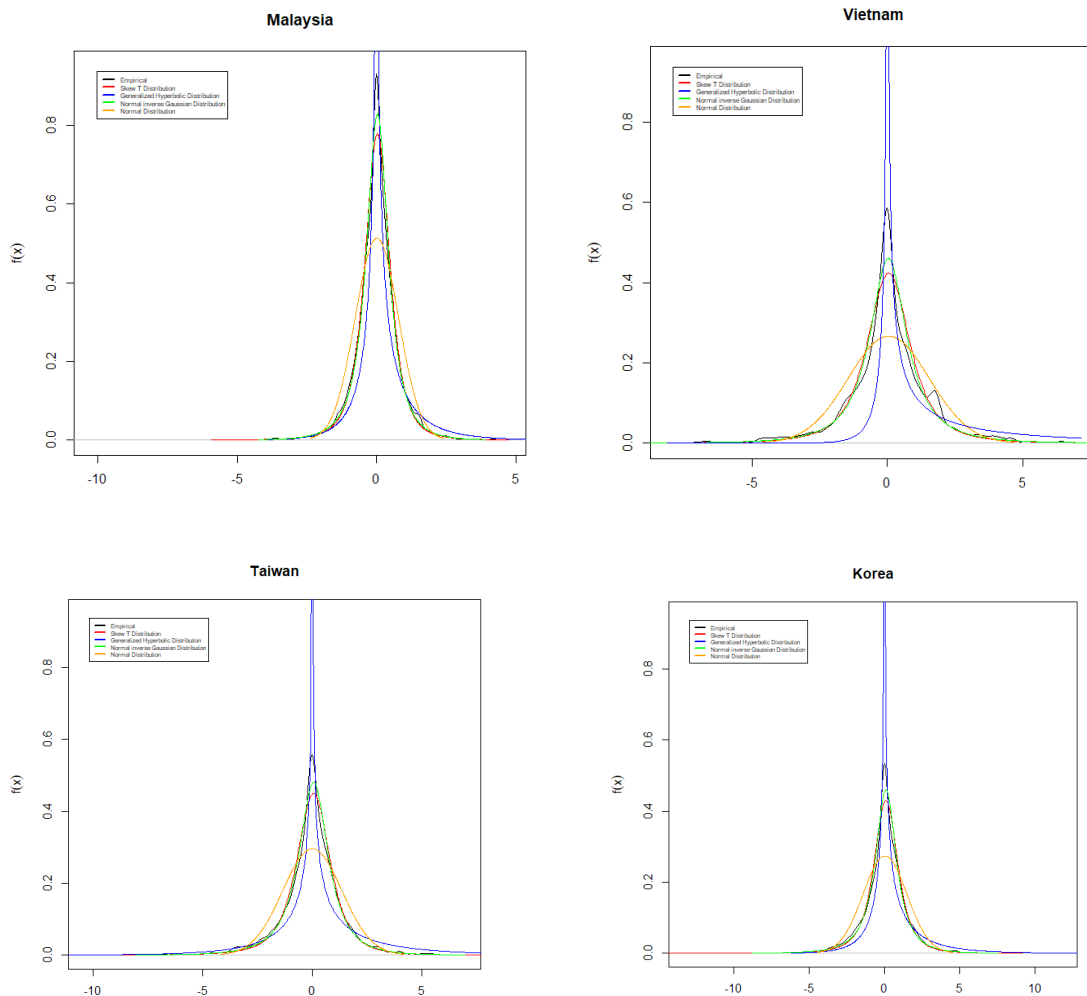 Malaysia
f(x)
0.0 0.2 0.4 0.6 0.8
Empirical
Skew T Distribution
Generalized Hyperbolic Distribution
Normal inverse Gaussian Distribution
Normal Distribution
-10 -5 0 5
Vietnam
f(x)
0.0 0.2 0.4 0.6 0.8
Empirical
Skew T Distribution
Generalized Hyperbolic Distribution
Normal inverse Gaussian Distribution
Normal Distribution
-5 0 5
Taiwan
f(x)
0.0 0.2 0.4 0.6 0.8
Empirical
Skew T Distribution
Generalized Hyperbolic Distribution
Normal inverse Gaussian Distribution
Normal Distribution
-10 -5 0 5
Korea
f(x)
0.0 0.2 0.4 0.6 0.8
Empirical
Skew T Distribution
Generalized Hyperbolic Distribution
Normal inverse Gaussian Distribution
Normal Distribution
-10 -5 0 5 10